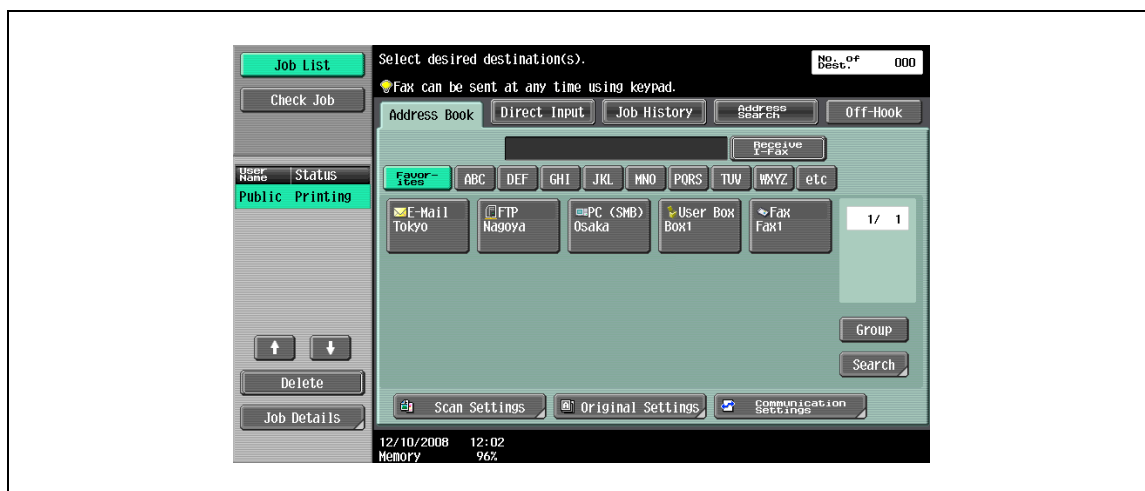 Job List
Check Job
User Name Status
Public Printing
Delete
Job Details
Select desired destination(s).
No. of Dest. 000
Fax can be sent at any time using keypad.
Address Book Direct Input Job History Address Search Off-Hook
Receive I-Fax
Favor-ites ABC DEF GHI JKL MNO PQRS TUV WXYZ etc
E-Mail FTP PC (SMB) User Box Fax
Tokyo Nagoya Osaka Box1 Fax1
1/ 1
Group
Search
Scan Settings Original Settings Communication Settings
12/10/2008 12:02
Memory 96%